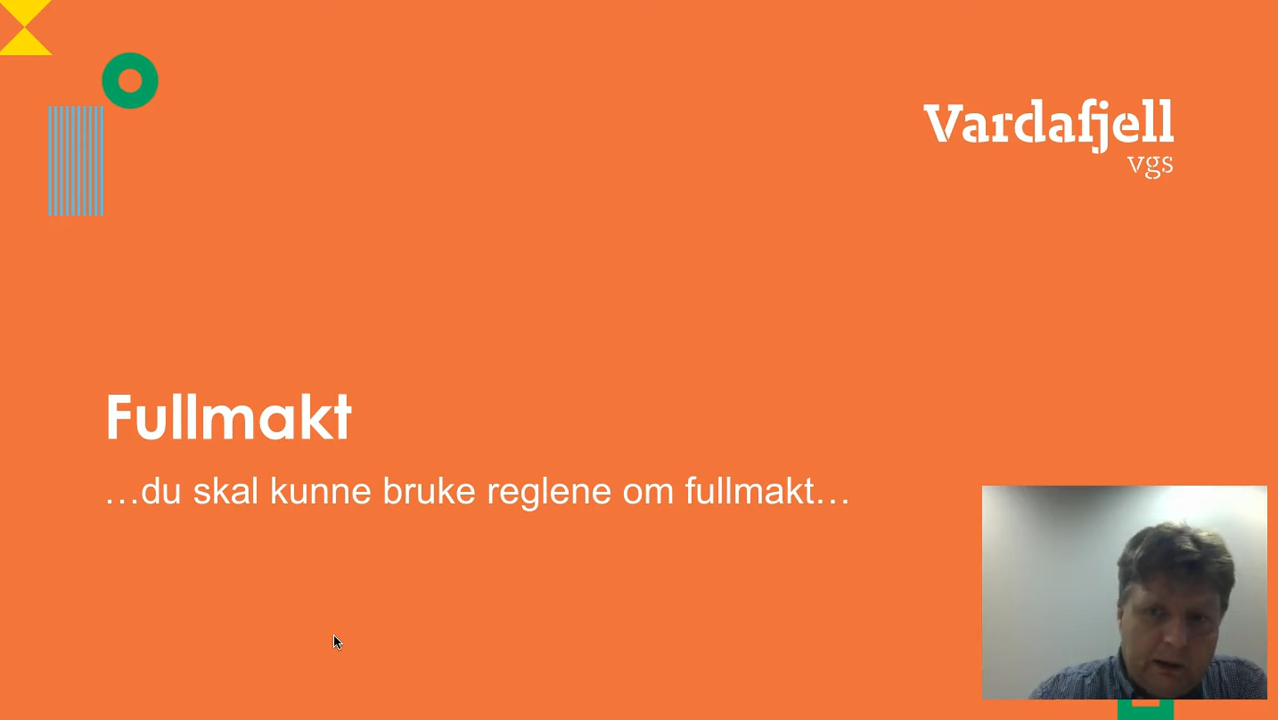 Vardafjell
vgs
Fullmakt
…du skal kunne bruke reglene om fullmakt…